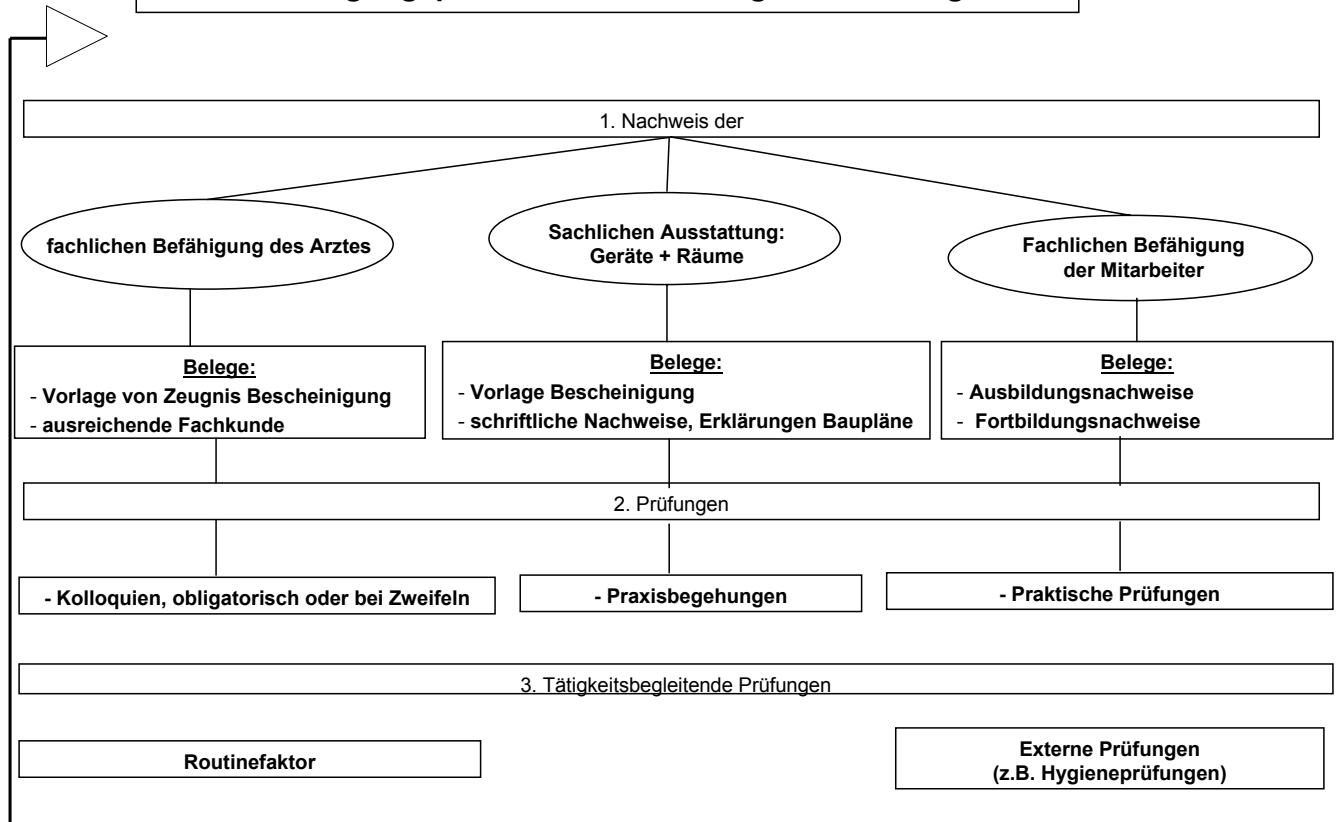 1. Nachweis der
fachlichen Befähigung des Arztes
Sachlichen Ausstattung:
Geräte + Räume
Fachlichen Befähigung
der Mitarbeiter
Belege:
- Vorlage von Zeugnis Bescheinigung
- ausreichende Fachkunde
Belege:
- Vorlage Bescheinigung
- schriftliche Nachweise, Erklärungen Baupläne
Belege:
- Ausbildungsnachweise
- Fortbildungsnachweise
2. Prüfungen
- Kolloquien, obligatorisch oder bei Zweifeln
- Praxisbegehungen
- Praktische Prüfungen
3. Tätigkeitsbegleitende Prüfungen
Routinefaktor
Externe Prüfungen
(z.B. Hygieneprüfungen)